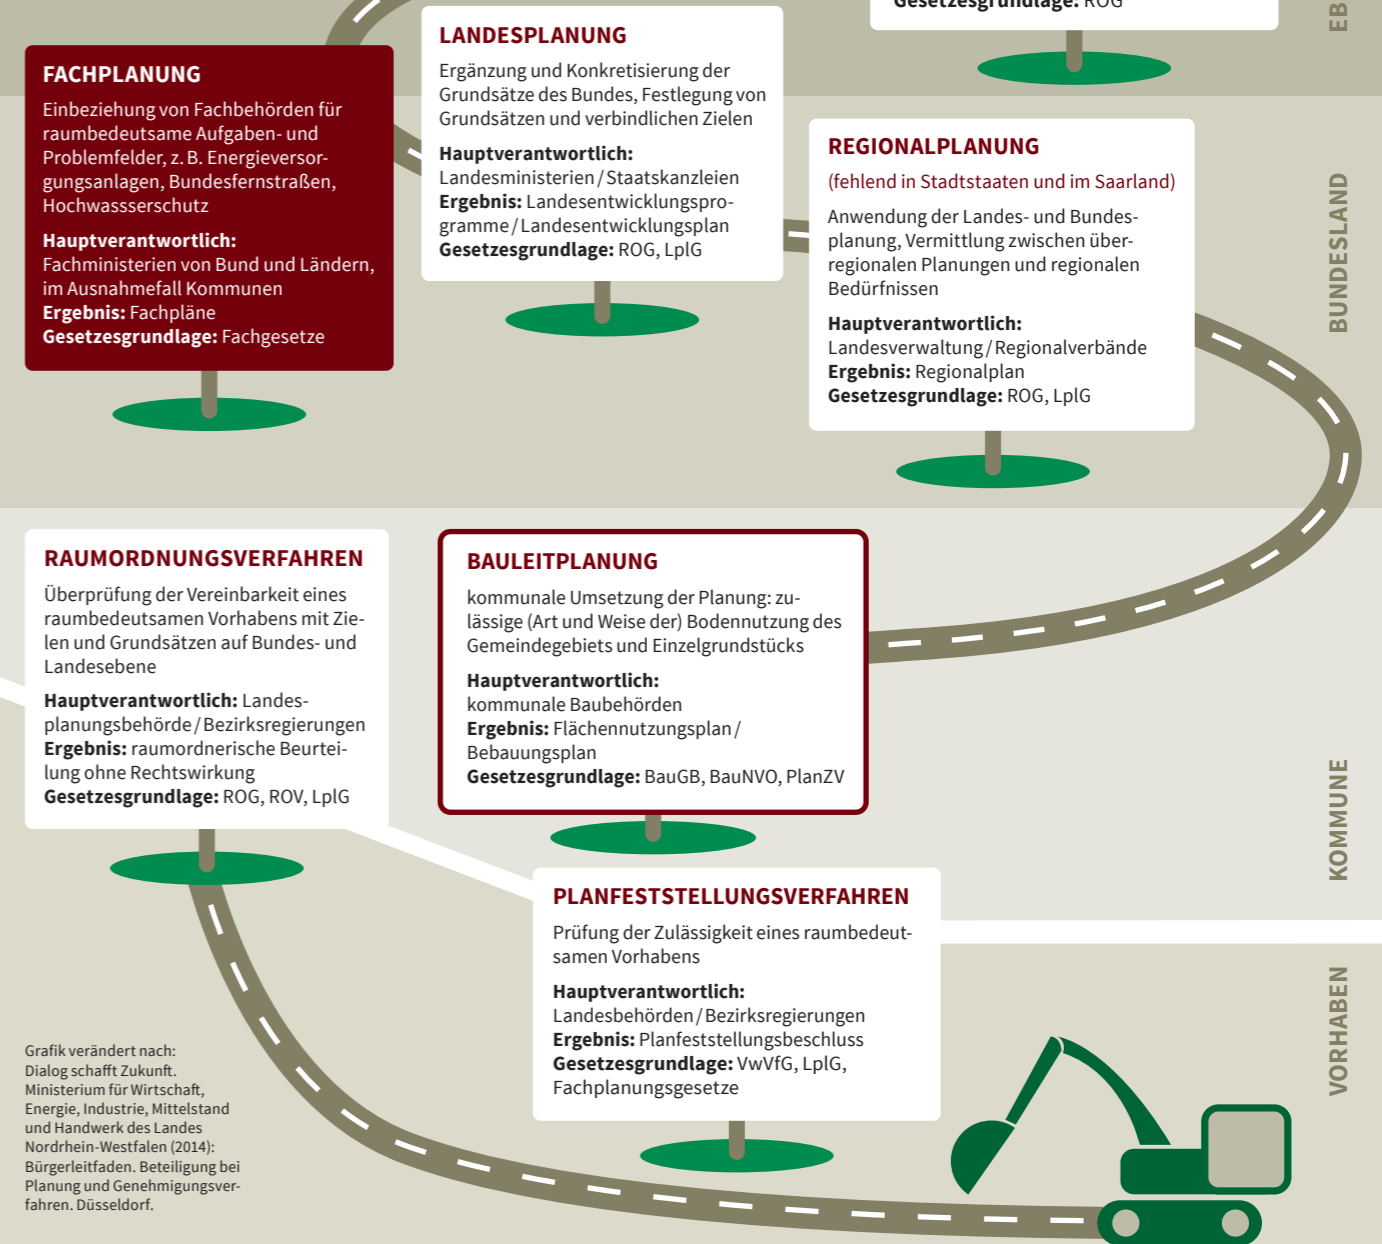 Gesetzesgrundlage: ROG
EB
LANDESPLANUNG
Ergänzung und Konkretisierung der
Grundsätze des Bundes, Festlegung von
Grundsätzen und verbindlichen Zielen
Hauptverantwortlich:
Landesministerien / Staatskanzleien
Ergebnis: Landesentwicklungspro-
gramme / Landesentwicklungsplan
Gesetzesgrundlage: ROG, LplG
FACHPLANUNG
Einbeziehung von Fachbehörden für
raumbedeutsame Aufgaben- und
Problemfelder, z. B. Energieversor-
gungsanlagen, Bundesfernstraßen,
Hochwassserschutz
Hauptverantwortlich:
Fachministerien von Bund und Ländern,
im Ausnahmefall Kommunen
Ergebnis: Fachpläne
Gesetzesgrundlage: Fachgesetze
REGIONALPLANUNG
(fehlend in Stadtstaaten und im Saarland)
Anwendung der Landes- und Bundes-
planung, Vermittlung zwischen über-
regionalen Planungen und regionalen
Bedürfnissen
Hauptverantwortlich:
Landesverwaltung / Regionalverbände
Ergebnis: Regionalplan
Gesetzesgrundlage: ROG, LplG
BUNDESLAND
RAUMORDNUNGSVERFAHREN
Überprüfung der Vereinbarkeit eines
raumbedeutsamen Vorhabens mit Zie-
len und Grundsätzen auf Bundes- und
Landesebene
Hauptverantwortlich: Landes-
planungsbehörde / Bezirksregierungen
Ergebnis: raumordnerische Beurtei-
lung ohne Rechtswirkung
Gesetzesgrundlage: ROG, ROV, LplG
BAULEITPLANUNG
kommunale Umsetzung der Planung: zu-
lässige (Art und Weise der) Bodennutzung des
Gemeindegebiets und Einzelgrundstücks
Hauptverantwortlich:
kommunale Baubehörden
Ergebnis: Flächennutzungsplan /
Bebauungsplan
Gesetzesgrundlage: BauGB, BauNVO, PlanZV
KOMMUNE
PLANFESTSTELLUNGSVERFAHREN
Prüfung der Zulässigkeit eines raumbedeut-
samen Vorhabens
Hauptverantwortlich:
Landesbehörden / Bezirksregierungen
Ergebnis: Planfeststellungsbeschluss
Gesetzesgrundlage: VwVfG, LplG,
Fachplanungsgesetze
VORHABEN
Grafik verändert nach:
Dialog schafft Zukunft.
Ministerium für Wirtschaft,
Energie, Industrie, Mittelstand
und Handwerk des Landes
Nordrhein-Westfalen (2014):
Bürgerleitfaden. Beteiligung bei
Planung und Genehmigungsver-
fahren. Düsseldorf.